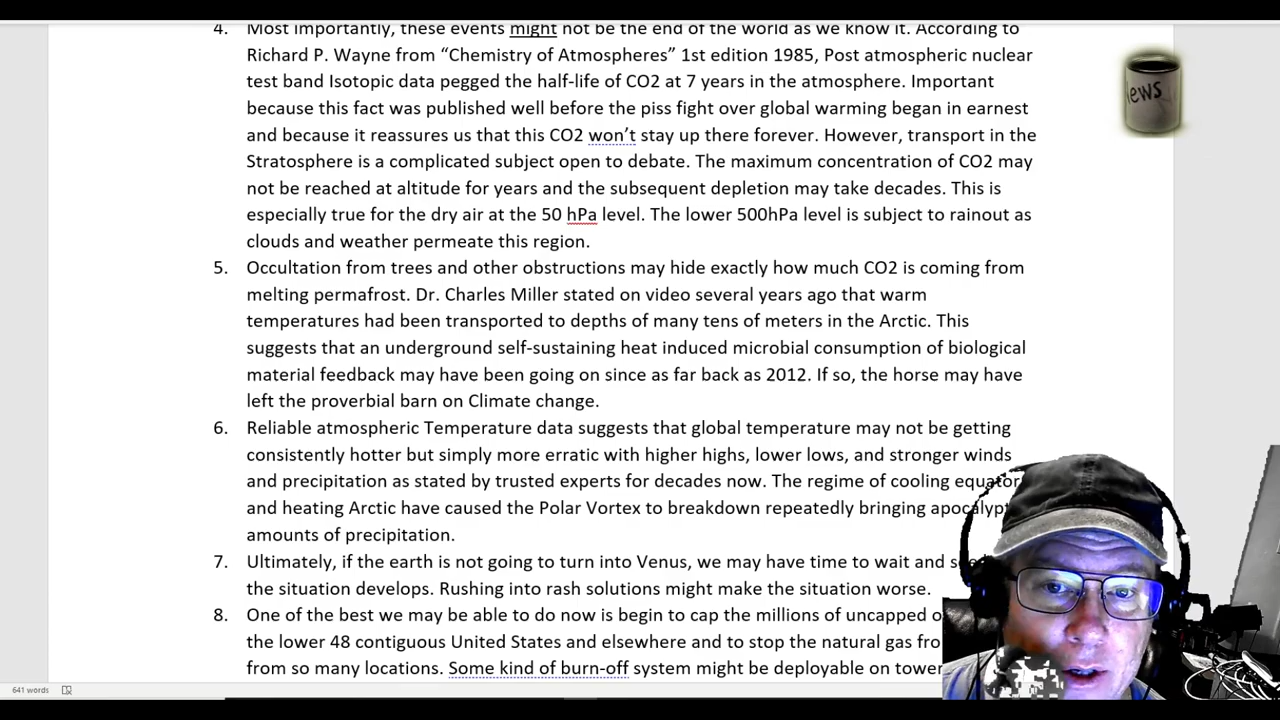 4. Most importantly, these events might not be the end of the world as we know it. According to
Richard P. Wayne from “Chemistry of Atmospheres” 1st edition 1985, Post atmospheric nuclear
test band Isotopic data pegged the half-life of CO2 at 7 years in the atmosphere. Important
because this fact was published well before the piss fight over global warming began in earnest
and because it reassures us that this CO2 won’t stay up there forever. However, transport in the
Stratosphere is a complicated subject open to debate. The maximum concentration of CO2 may
not be reached at altitude for years and the subsequent depletion may take decades. This is
especially true for the dry air at the 50 hPa level. The lower 500hPa level is subject to rainout as
clouds and weather permeate this region.
5. Occultation from trees and other obstructions may hide exactly how much CO2 is coming from
melting permafrost. Dr. Charles Miller stated on video several years ago that warm
temperatures had been transported to depths of many tens of meters in the Arctic. This
suggests that an underground self-sustaining heat induced microbial consumption of biological
material feedback may have been going on since as far back as 2012. If so, the horse may have
left the proverbial barn on Climate change.
6. Reliable atmospheric Temperature data suggests that global temperature may not be getting
consistently hotter but simply more erratic with higher highs, lower lows, and stronger winds
and precipitation as stated by trusted experts for decades now. The regime of cooling equator
and heating Arctic have caused the Polar Vortex to breakdown repeatedly bringing apocalypt
amounts of precipitation.
7. Ultimately, if the earth is not going to turn into Venus, we may have time to wait and
the situation develops. Rushing into rash solutions might make the situation worse.
8. One of the best we may be able to do now is begin to cap the millions of uncapped
the lower 48 contiguous United States and elsewhere and to stop the natural gas
from so many locations. Some kind of burn-off system might be deployable on tower
641 words
ews